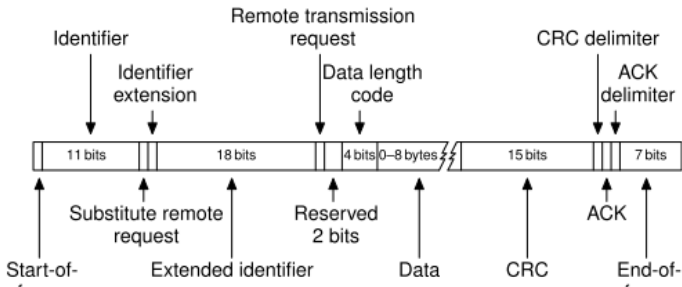 Remote transmission
request
Identifier
CRC delimiter
Identifier
extension
Data length
code
ACK
delimiter
11 bits
18 bits
4 bits
0–8 bytes
15 bits
7 bits
Substitute remote
request
Reserved
2 bits
ACK
Start-of-
Extended identifier
Data
CRC
End-of-